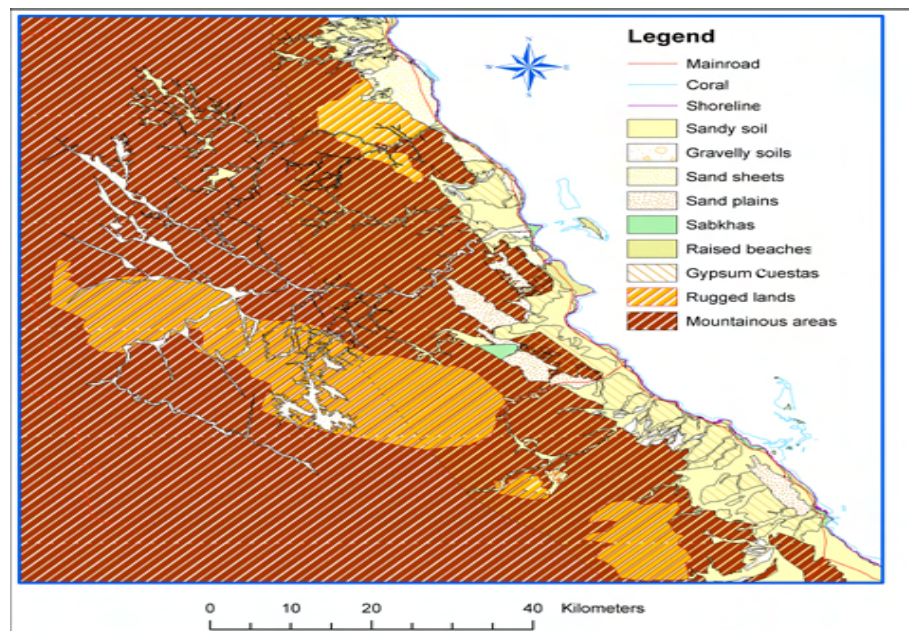 Legend
N
W
E
S
Mainroad
Coral
Shoreline
Sandy soil
Gravelly soils
Sand sheets
Sand plains
Sabkhas
Raised beaches
Gypsum Cuestas
Rugged lands
Mountainous areas
0 10 20 40 Kilometers